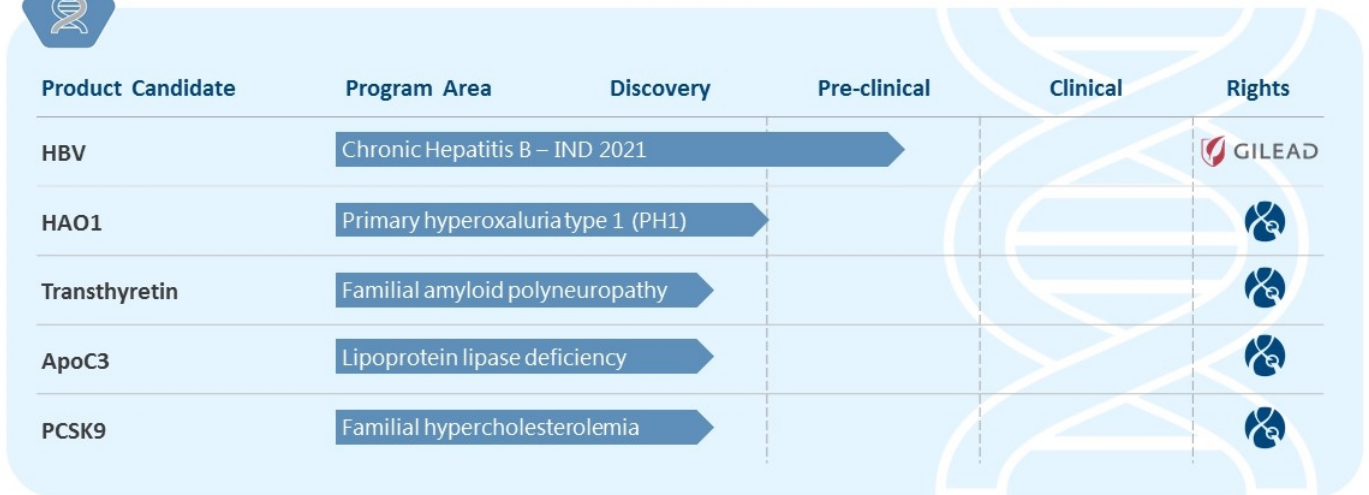 Product Candidate Program Area Discovery Pre-clinical Clinical Rights
HBV Chronic Hepatitis B – IND 2021 GILEAD
HAO1 Primary hyperoxaluria type 1 (PH1)
Transthyretin Familial amyloid polyneuropathy
ApoC3 Lipoprotein lipase deficiency
PCSK9 Familial hypercholesterolemia